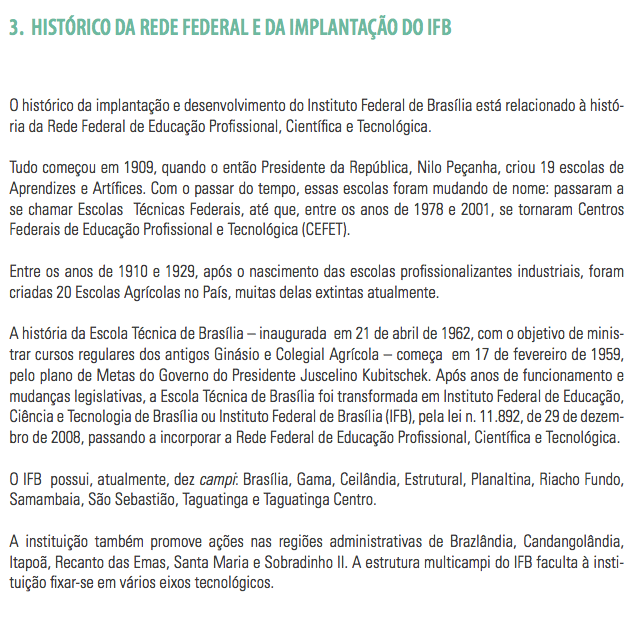 3. HISTÓRICO DA REDE FEDERAL E DA IMPLANTAÇÃO DO IFB
O histórico da implantação e desenvolvimento do Instituto Federal de Brasília está relacionado à histó-
ria da Rede Federal de Educação Profissional, Científica e Tecnológica.
Tudo começou em 1909, quando o então Presidente da República, Nilo Peçanha, criou 19 escolas de
Aprendizes e Artífices. Com o passar do tempo, essas escolas foram mudando de nome: passaram a
se chamar Escolas Técnicas Federais, até que, entre os anos de 1978 e 2001, se tornaram Centros
Federais de Educação Profissional e Tecnológica (CEFET).
Entre os anos de 1910 e 1929, após o nascimento das escolas profissionalizantes industriais, foram
criadas 20 Escolas Agrícolas no País, muitas delas extintas atualmente.
A história da Escola Técnica de Brasília – inaugurada em 21 de abril de 1962, com o objetivo de minis-
trar cursos regulares dos antigos Ginásio e Colegial Agrícola – começa em 17 de fevereiro de 1959,
pelo plano de Metas do Governo do Presidente Juscelino Kubitschek. Após anos de funcionamento e
mudanças legislativas, a Escola Técnica de Brasília foi transformada em Instituto Federal de Educação,
Ciência e Tecnologia de Brasília ou Instituto Federal de Brasília (IFB), pela lei n. 11.892, de 29 de dezem-
bro de 2008, passando a incorporar a Rede Federal de Educação Profissional, Científica e Tecnológica.
O IFB possui, atualmente, dez campi: Brasília, Gama, Ceilândia, Estrutural, Planaltina, Riacho Fundo,
Samambaia, São Sebastião, Taguatinga e Taguatinga Centro.
A instituição também promove ações nas regiões administrativas de Brazlândia, Candangolândia,
Itapoã, Recanto das Emas, Santa Maria e Sobradinho II. A estrutura multicampi do IFB faculta à insti-
tuição fixar-se em vários eixos tecnológicos.